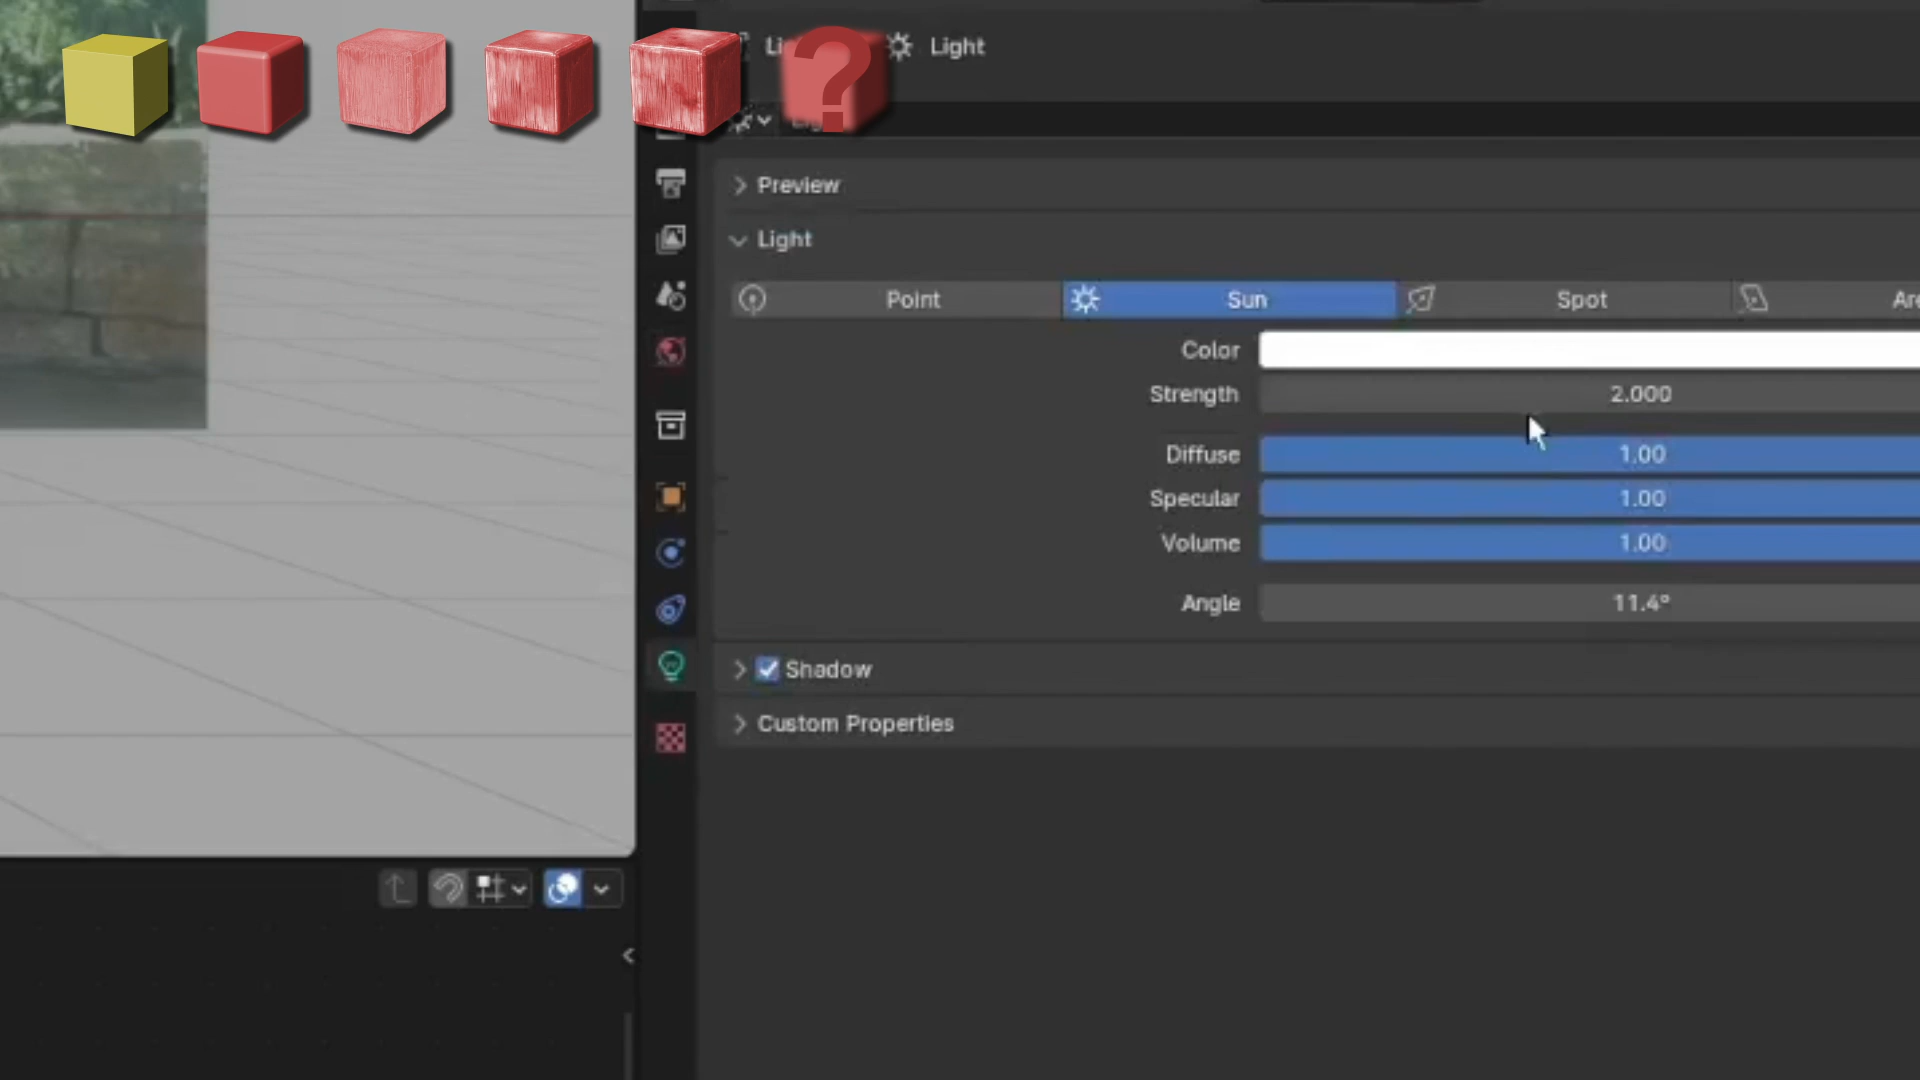 ?
Light
Preview
Light
Point Sun Spot
Color
Strength 2.000
Diffuse 1.00
Specular 1.00
Volume 1.00
Angle 11.4°
Shadow
Custom Properties